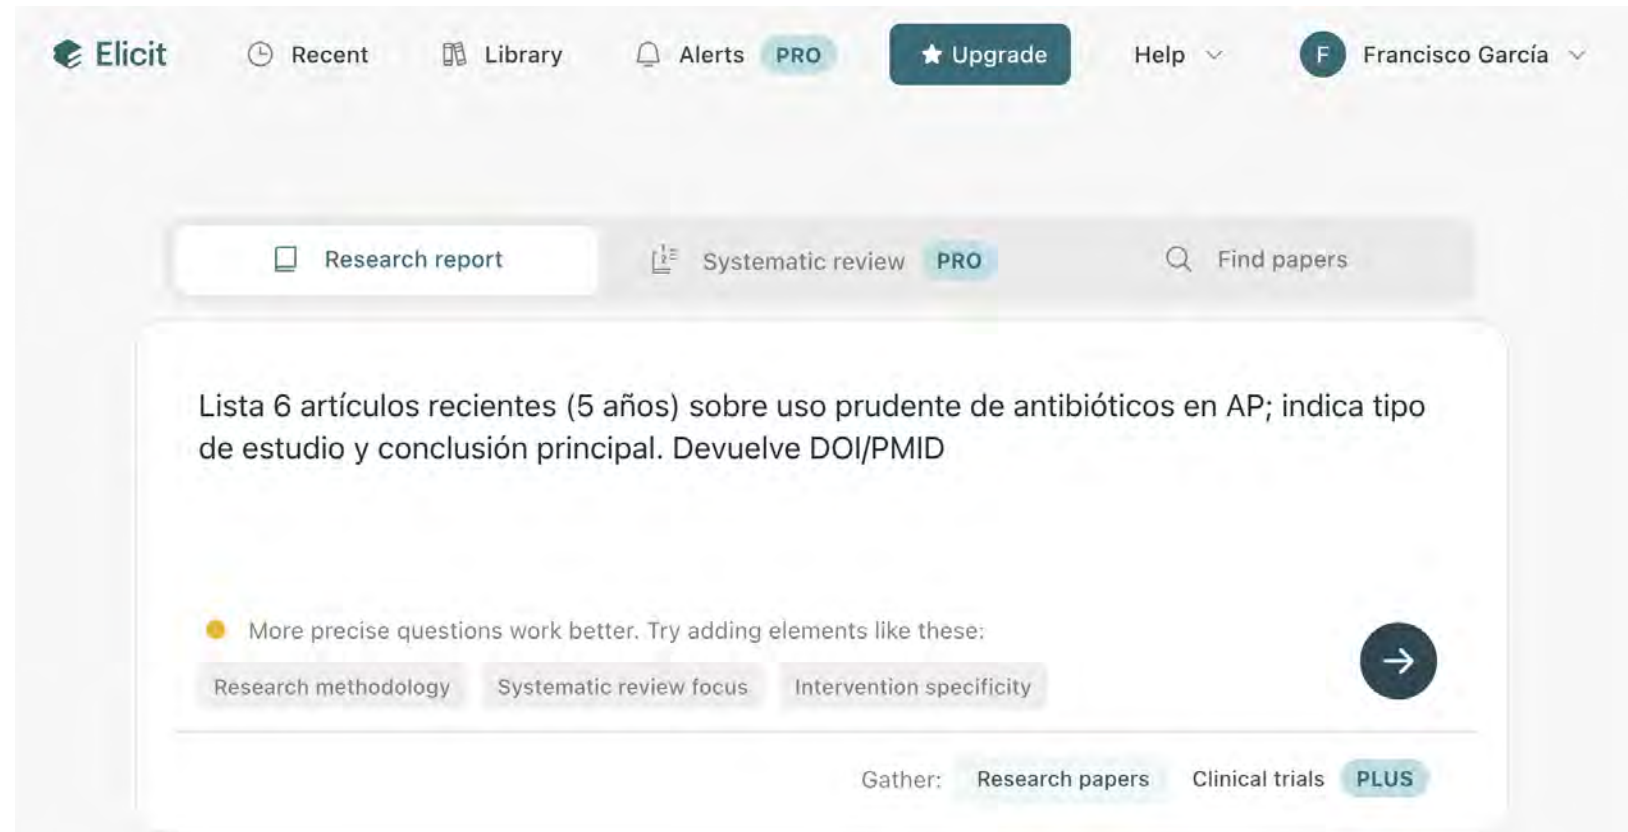 Elicit Recent Library Alerts PRO Upgrade Help F Francisco García
Research report Systematic review PRO Find papers
Lista 6 artículos recientes (5 años) sobre uso prudente de antibióticos en AP; indica tipo
de estudio y conclusión principal. Devuelve DOI/PMID
More precise questions work better. Try adding elements like these:
Research methodology Systematic review focus Intervention specificity
Gather: Research papers Clinical trials PLUS